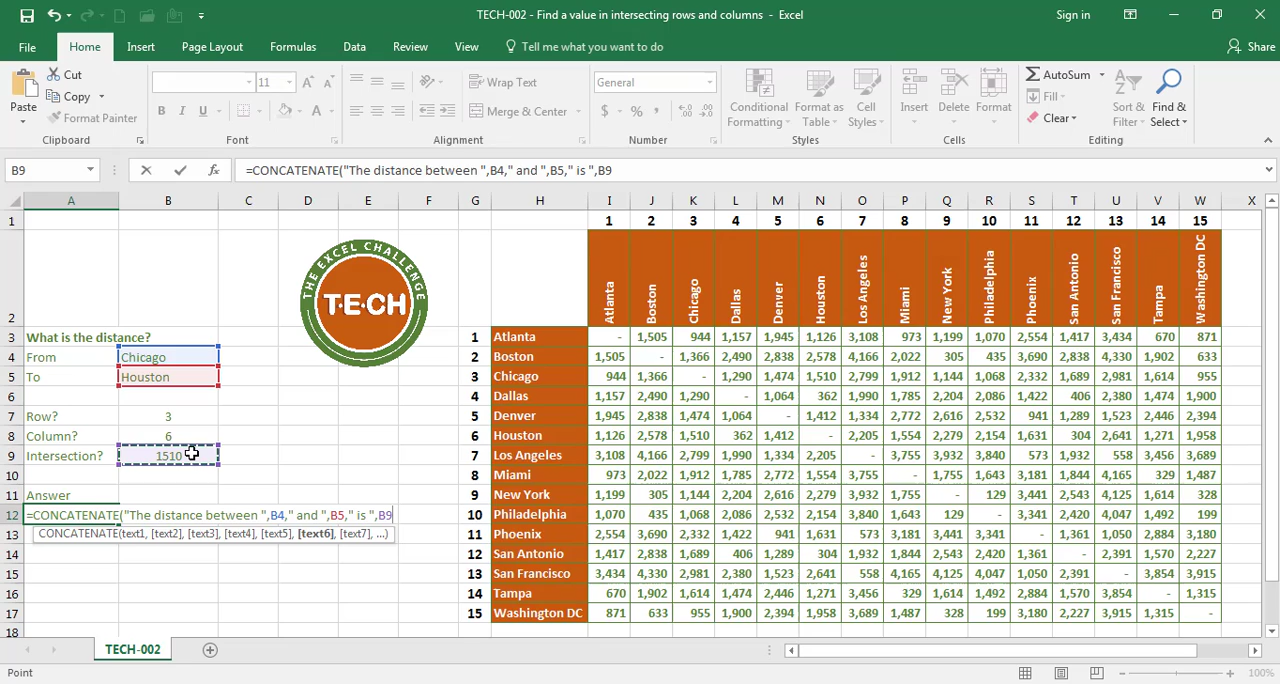 TECH-002 - Find a value in intersecting rows and columns - Excel
Sign in
File Home Insert Page Layout Formulas Data Review View Tell me what you want to do Share
Paste
Cut
Copy
Format Painter
Clipboard
11
B I U
Font
Wrap Text
Merge & Center
Alignment
General
$ % ,
Number
Conditional Formatting
Format as Table
Cell Styles
Styles
Insert Delete Format
Cells
AutoSum
Fill
Clear
Sort & Filter
Find & Select
Editing
B9
fx
=CONCATENATE("The distance between ",B4," and ",B5," is ",B9
A B C D E F G H I J K L M N O P Q R S T U V W X
1 1 2 3 4 5 6 7 8 9 10 11 12 13 14 15
2 Atlanta Boston Chicago Dallas Denver Houston Los Angeles Miami New York Philadelphia Phoenix San Antonio San Francisco Tampa Washington DC
THE EXCEL CHALLENGE
T·E·CH
3 What is the distance? 1 Atlanta - 1,505 944 1,157 1,945 1,126 3,108 973 1,199 1,070 2,554 1,417 3,434 670 871
4 From Chicago 2 Boston 1,505 - 1,366 2,490 2,838 2,578 4,166 2,022 305 435 3,690 2,838 4,330 1,902 633
5 To Houston 3 Chicago 944 1,366 - 1,290 1,474 1,510 2,799 1,912 1,144 1,068 2,332 1,689 2,981 1,614 955
6 4 Dallas 1,157 2,490 1,290 - 1,064 362 1,990 1,785 2,204 2,086 1,422 406 2,380 1,474 1,900
7 Row? 3 5 Denver 1,945 2,838 1,474 1,064 - 1,412 1,334 2,772 2,616 2,513 941 1,289 1,523 2,446 2,394
8 Column? 6 6 Houston 1,126 2,578 1,510 362 1,412 - 2,205 1,554 2,279 2,154 1,631 304 2,641 1,271 1,958
9 Intersection? 1510 7 Los Angeles 3,108 4,166 2,799 1,990 1,334 2,205 - 3,755 3,932 3,840 573 1,932 558 3,456 3,689
10 8 Miami 973 2,022 1,912 1,785 2,772 1,554 3,755 - 1,755 1,643 3,181 1,844 4,165 329 1,487
11 Answer 9 New York 1,199 305 1,144 2,204 2,616 2,279 3,932 1,755 - 129 3,441 2,543 4,125 1,614 328
12 =CONCATENATE("The distance between ",B4," and ",B5," is ",B9 10 Philadelphia 1,070 435 1,068 2,086 2,532 2,154 3,840 1,643 129 - 3,341 2,420 4,047 1,492 199
13 CONCATENATE(text1, [text2], [text3], [text4], [text5], [text6], [text7], ...) 11 Phoenix 2,554 3,690 2,332 1,422 941 1,631 573 3,181 3,441 3,341 - 1,361 1,050 2,884 3,180
14 12 San Antonio 1,417 2,838 1,689 406 1,289 304 1,932 1,844 2,543 2,420 1,361 - 2,391 1,570 2,227
15 13 San Francisco 3,434 4,330 2,981 2,380 1,523 2,641 558 4,165 4,125 4,047 1,050 2,391 - 3,854 3,915
16 14 Tampa 670 1,902 1,614 1,474 2,446 1,271 3,456 329 1,614 1,492 2,884 1,570 3,854 - 1,315
17 15 Washington DC 871 633 955 1,900 2,394 1,958 3,689 1,487 328 199 3,180 2,227 3,915 1,315 -
18
TECH-002
Point
100%